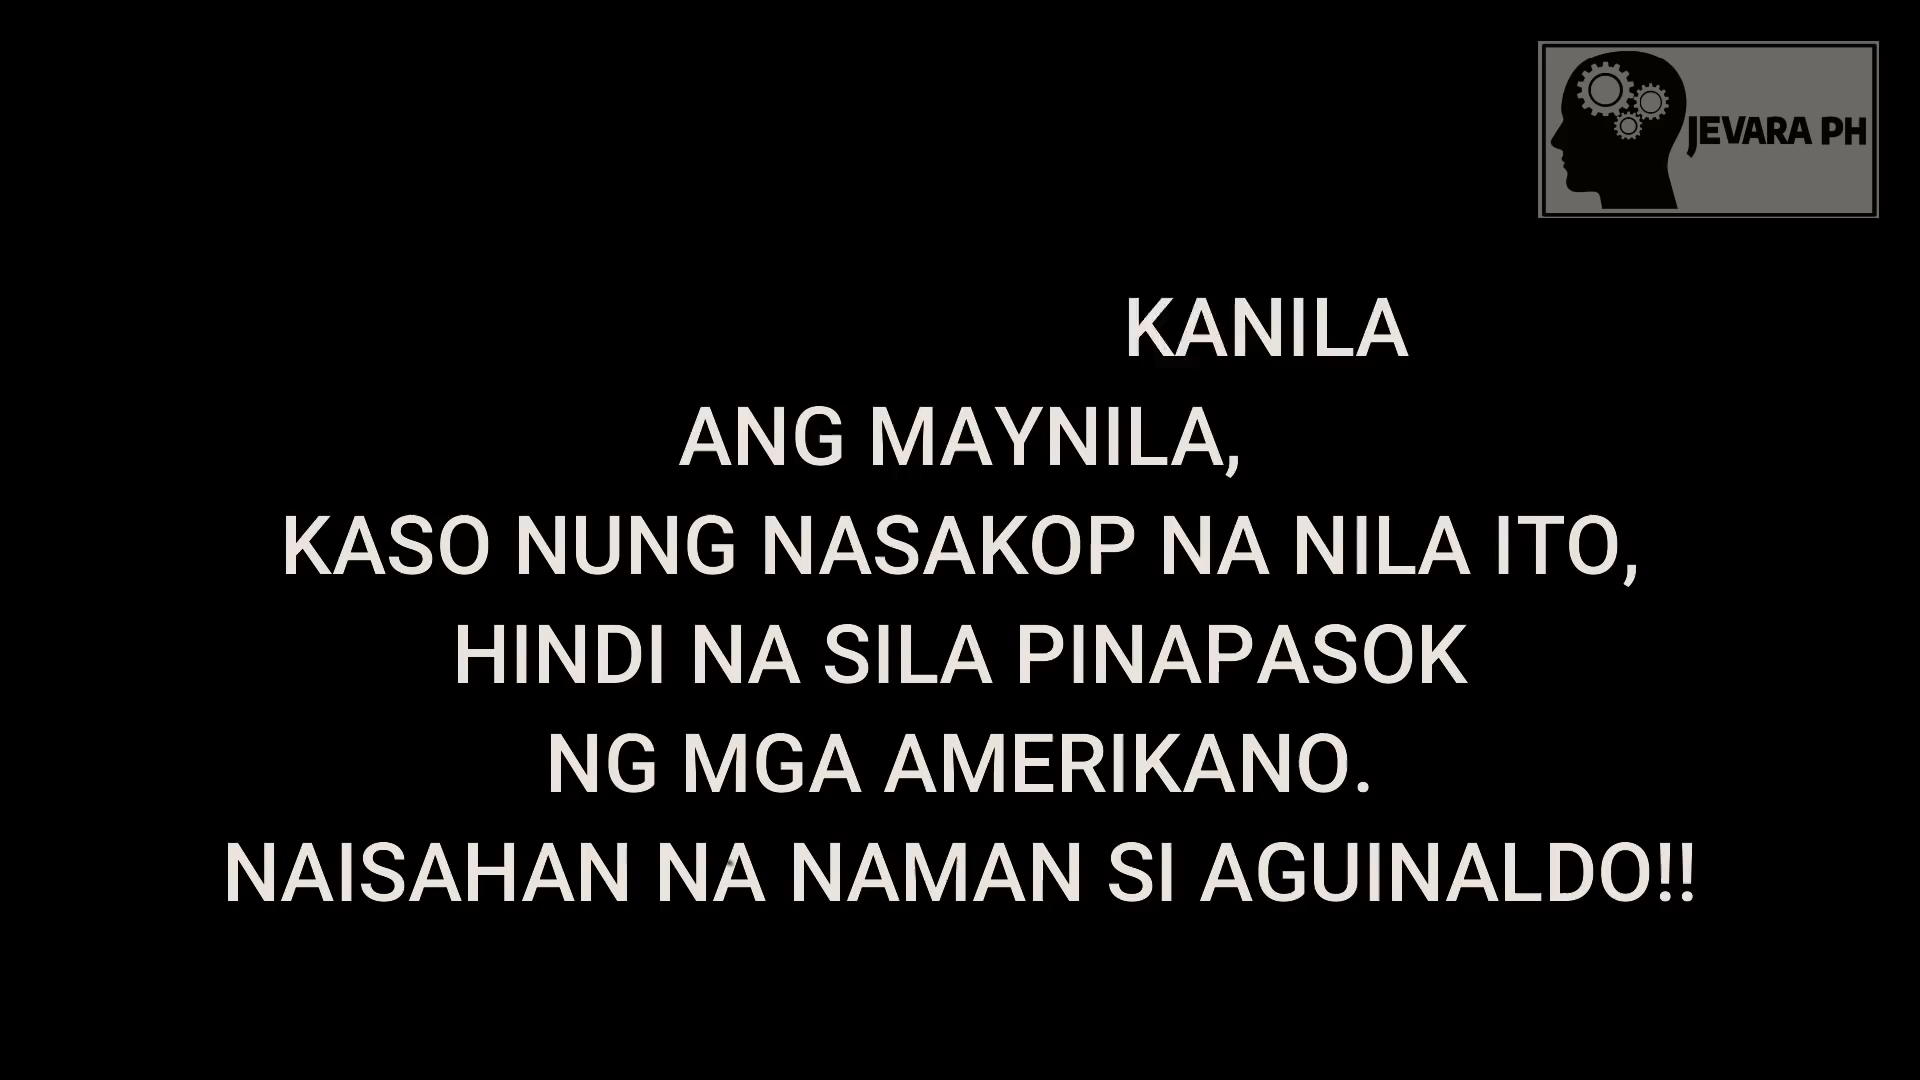 JEVARA PH
KANILA
ANG MAYNILA,
KASO NUNG NASAKOP NA NILA ITO,
HINDI NA SILA PINAPASOK
NG MGA AMERIKANO.
NAISAHAN NA NAMAN SI AGUINALDO!!